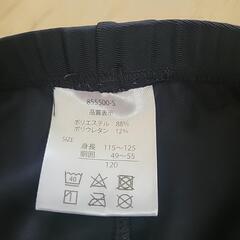 855500-S
品質表示
ポリエステル 88%
ポリウレタン 12%
SIZE
身長 115～125
胴囲 49～55
120
40